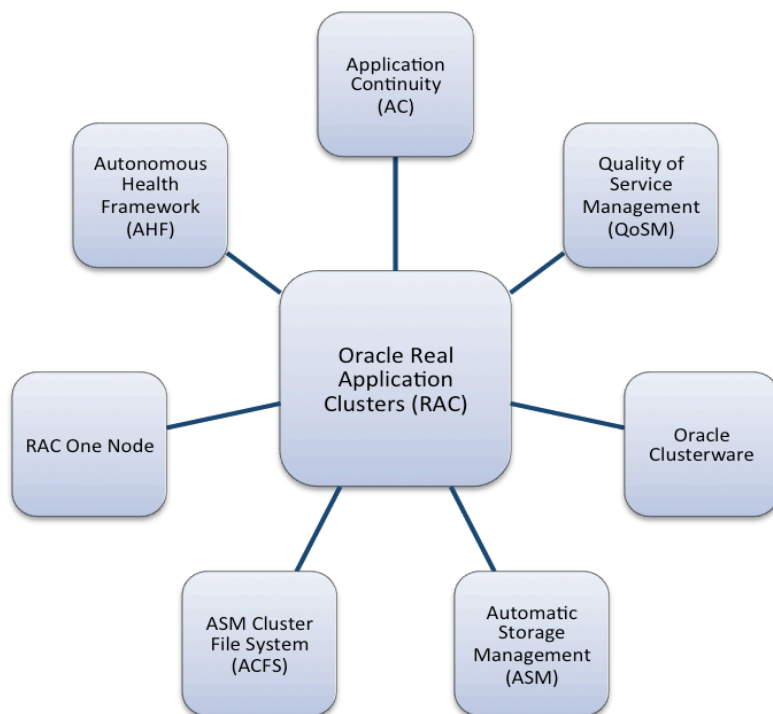 Application
Continuity
(AC)
Autonomous
Health
Framework
(AHF)
Quality of
Service
Management
(QoSM)
Oracle Real
Application
Clusters (RAC)
RAC One Node
Oracle
Clusterware
ASM Cluster
File System
(ACFS)
Automatic
Storage
Management
(ASM)